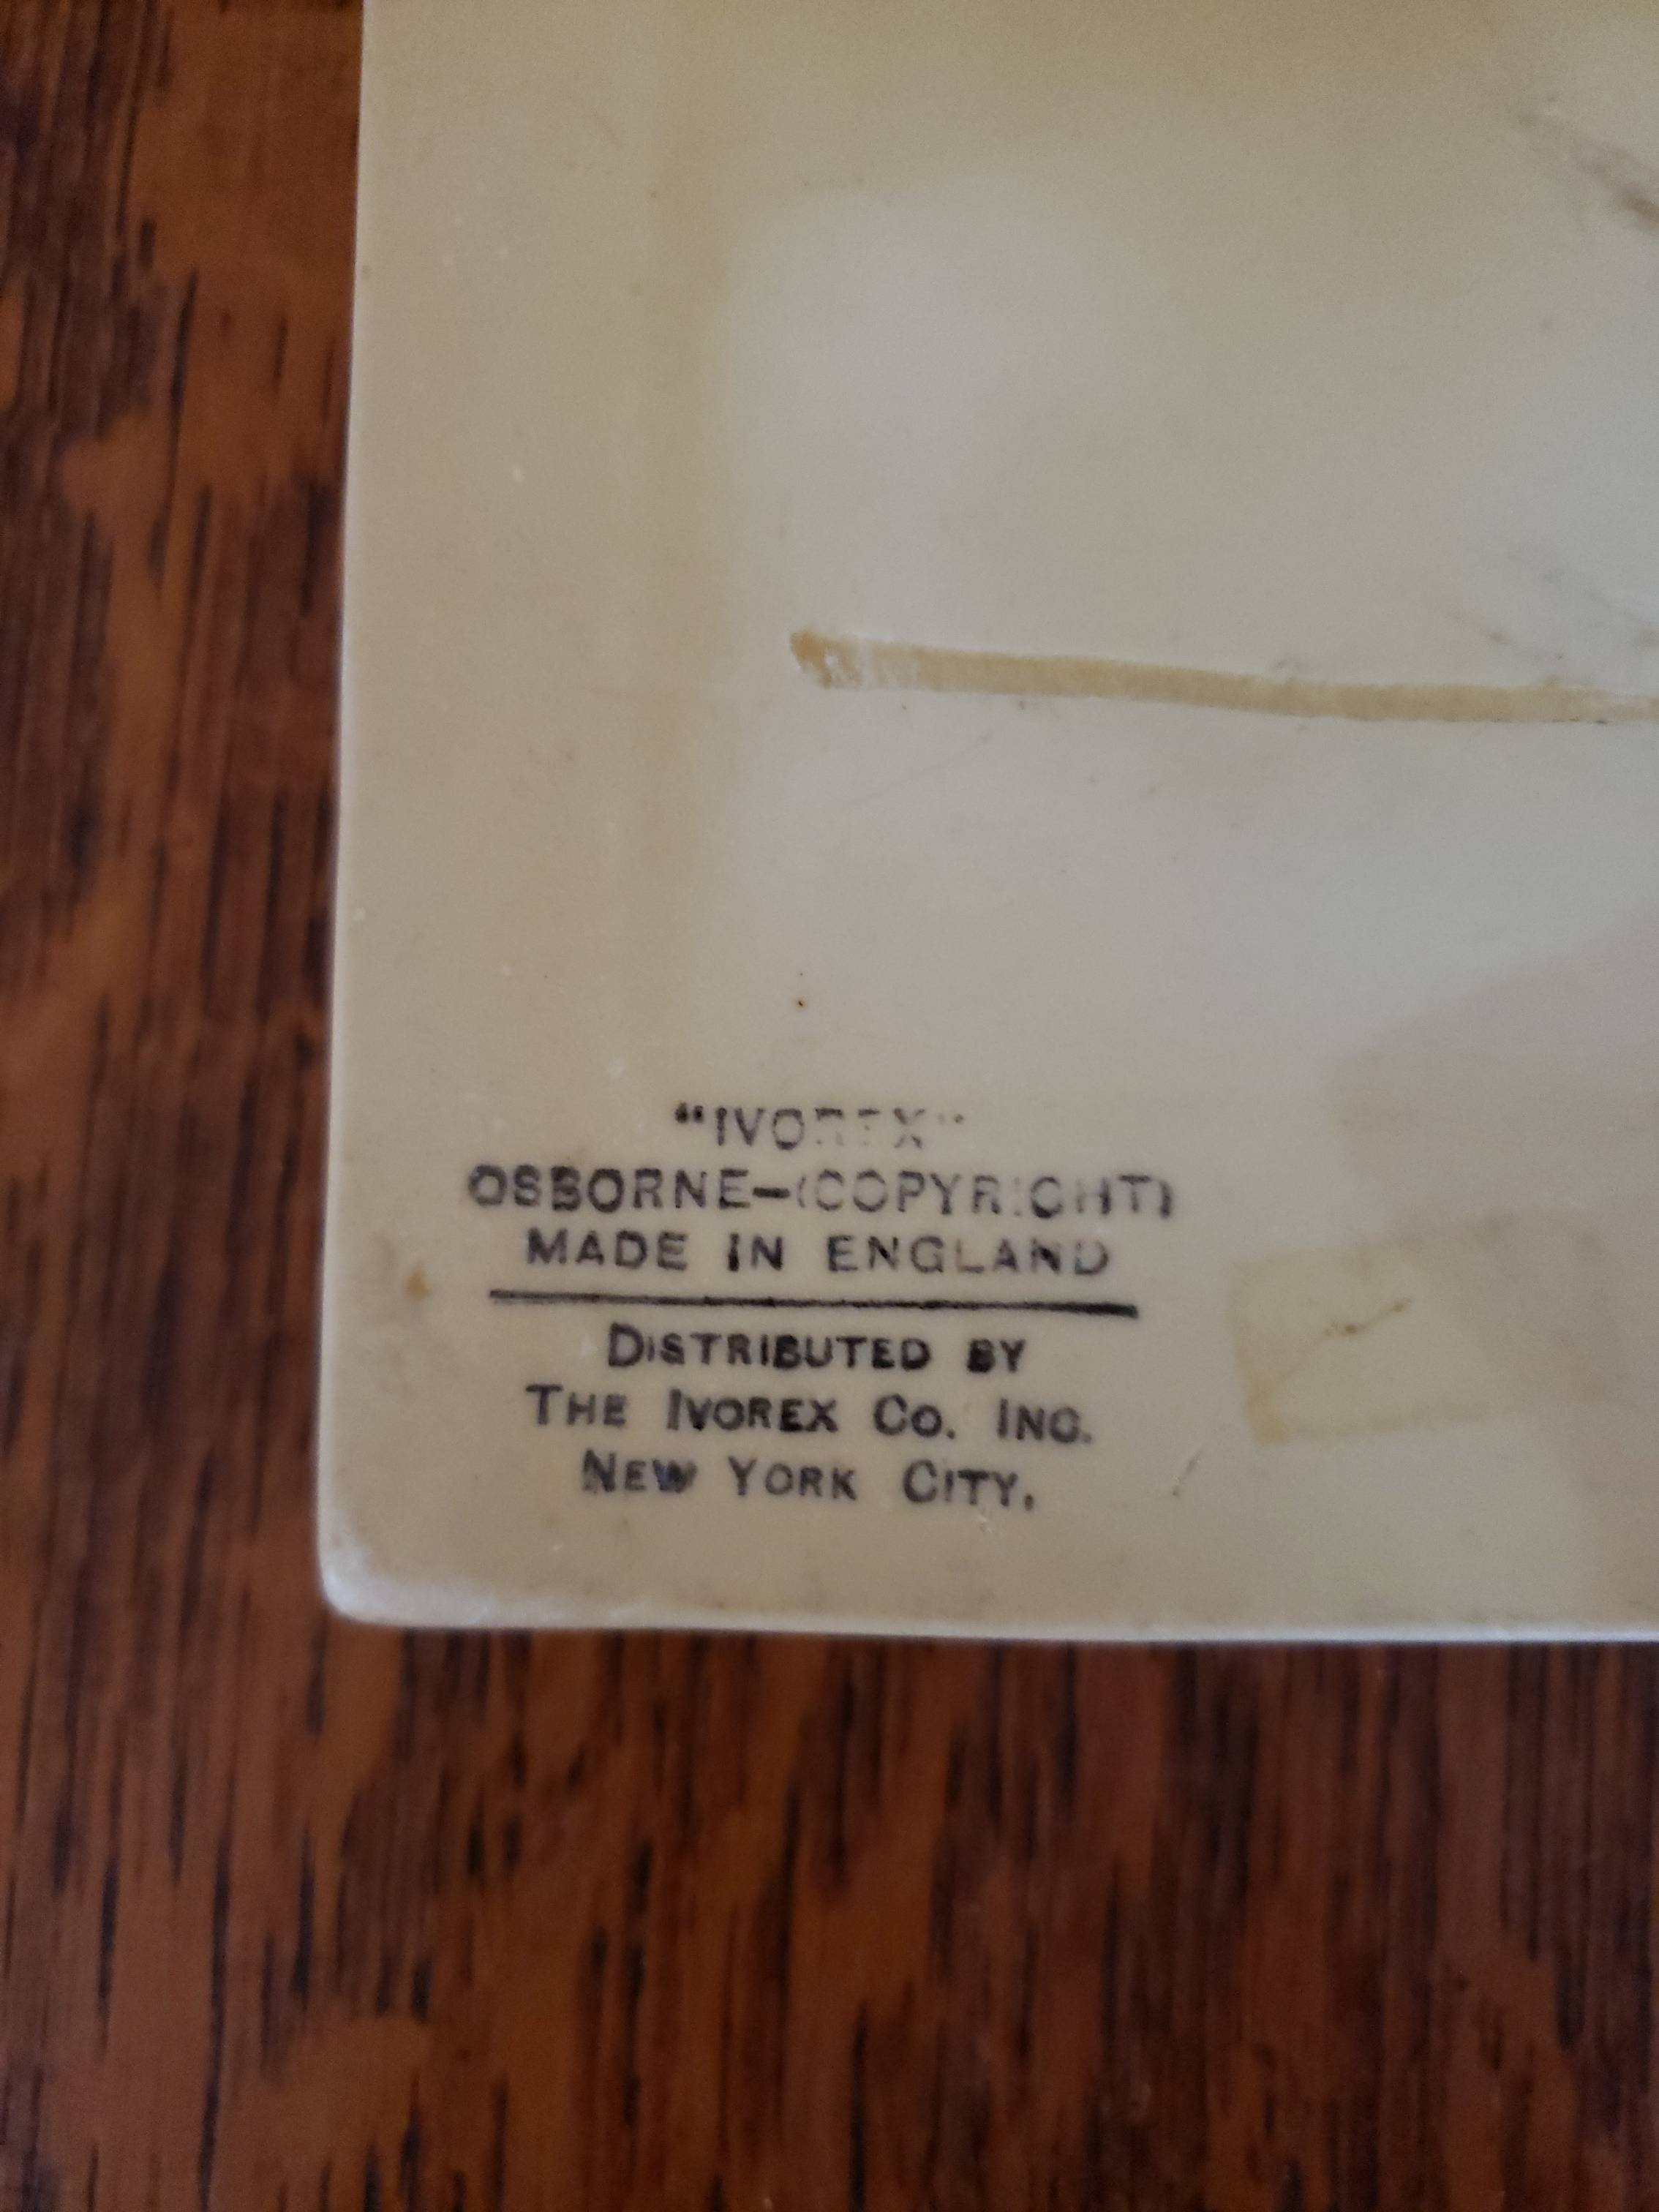 "IVOREX"
OSBORNE–(COPYRIGHT)
MADE IN ENGLAND
DISTRIBUTED BY
THE IVOREX CO. INC.
NEW YORK CITY.